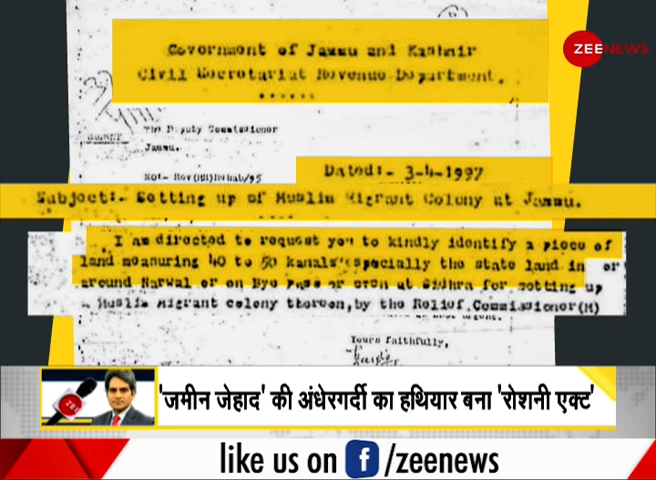 Government of Jammu and Kashmir
Civil Secretariat Revenue Department.
ZEE NEWS
The Deputy Commissioner
Jammu.
Dated:- 3-4-1997
Subject:- Setting up of Muslim Migrant Colony at Jammu.
I am directed to request you to kindly identify a piece of
land measuring 40 to 50 kanals especially the state land in or
around Narwal or on Bye Pass or even at Sidhra for setting up
Muslim Migrant colony thereon, by the Relief Commissioner(M)
Yours faithfully,
ZEE
'जमीन जेहाद' की अंधेरगर्दी का हथियार बना 'रोशनी एक्ट'
like us on f /zeenews